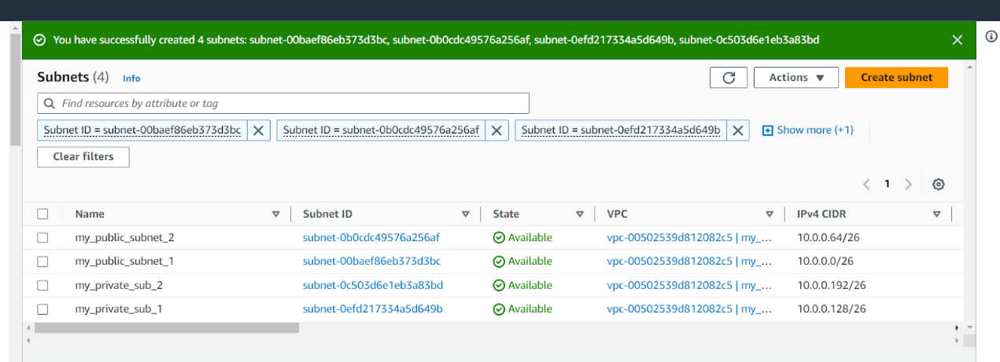 You have successfully created 4 subnets: subnet-00baef86eb373d3bc, subnet-0b0cdc49576a256af, subnet-0efd217334a5d649b, subnet-0c503d6e1eb3a83bd
Subnets (4) Info
Actions
Create subnet
Find resources by attribute or tag
Subnet ID = subnet-00baef86eb373d3bc
Subnet ID = subnet-0b0cdc49576a256af
Subnet ID = subnet-0efd217334a5d649b
Show more (+1)
Clear filters
1
Name Subnet ID State VPC IPv4 CIDR
my_public_subnet_2 subnet-0b0cdc49576a256af Available vpc-00502539d812082c5 | my_... 10.0.0.64/26
my_public_subnet_1 subnet-00baef86eb373d3bc Available vpc-00502539d812082c5 | my_... 10.0.0.0/26
my_private_sub_2 subnet-0c503d6e1eb3a83bd Available vpc-00502539d812082c5 | my_... 10.0.0.192/26
my_private_sub_1 subnet-0efd217334a5d649b Available vpc-00502539d812082c5 | my_... 10.0.0.128/26